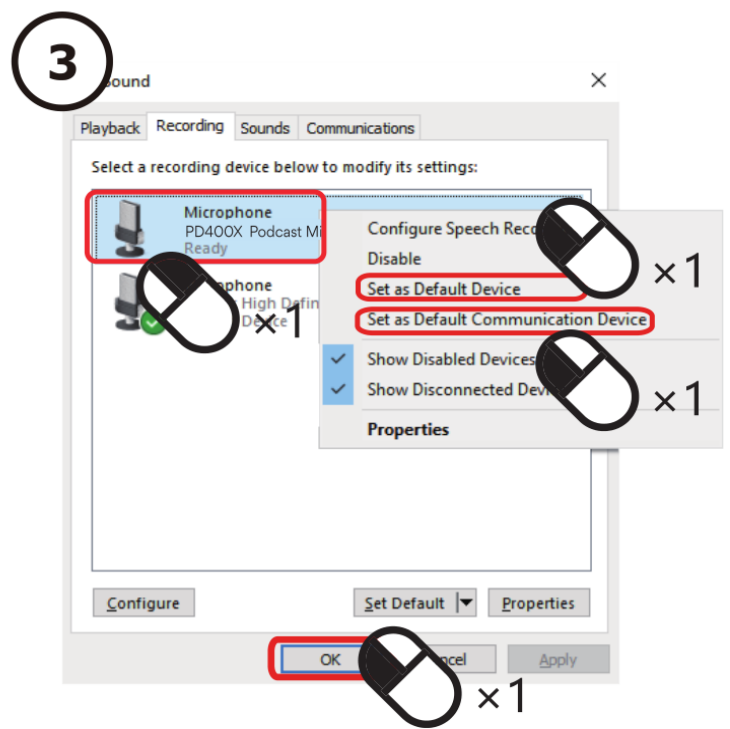 3
Sound
Playback Recording Sounds Communications
Select a recording device below to modify its settings:
Microphone
PD400X Podcast Mi
Ready
Configure Speech Reco
Disable
Set as Default Device
Set as Default Communication Device
×1
phone
High Defin
Device
×1
Show Disabled Devices
Show Disconnected Devi
×1
Properties
Configure
Set Default
Properties
OK
ncel
Apply
×1